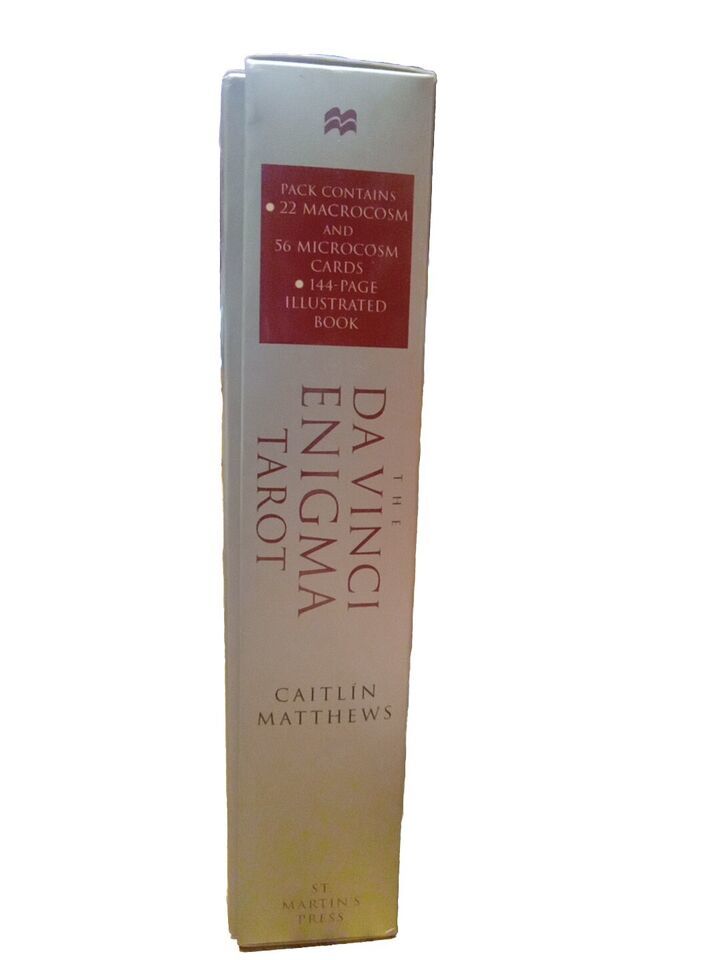 PACK CONTAINS
• 22 MACROCOSM
AND
56 MICROCOSM
CARDS
• 144-PAGE
ILLUSTRATED
BOOK
THE
DA VINCI
ENIGMA
TAROT
CAITLÍN
MATTHEWS
ST.
MARTIN'S
PRESS